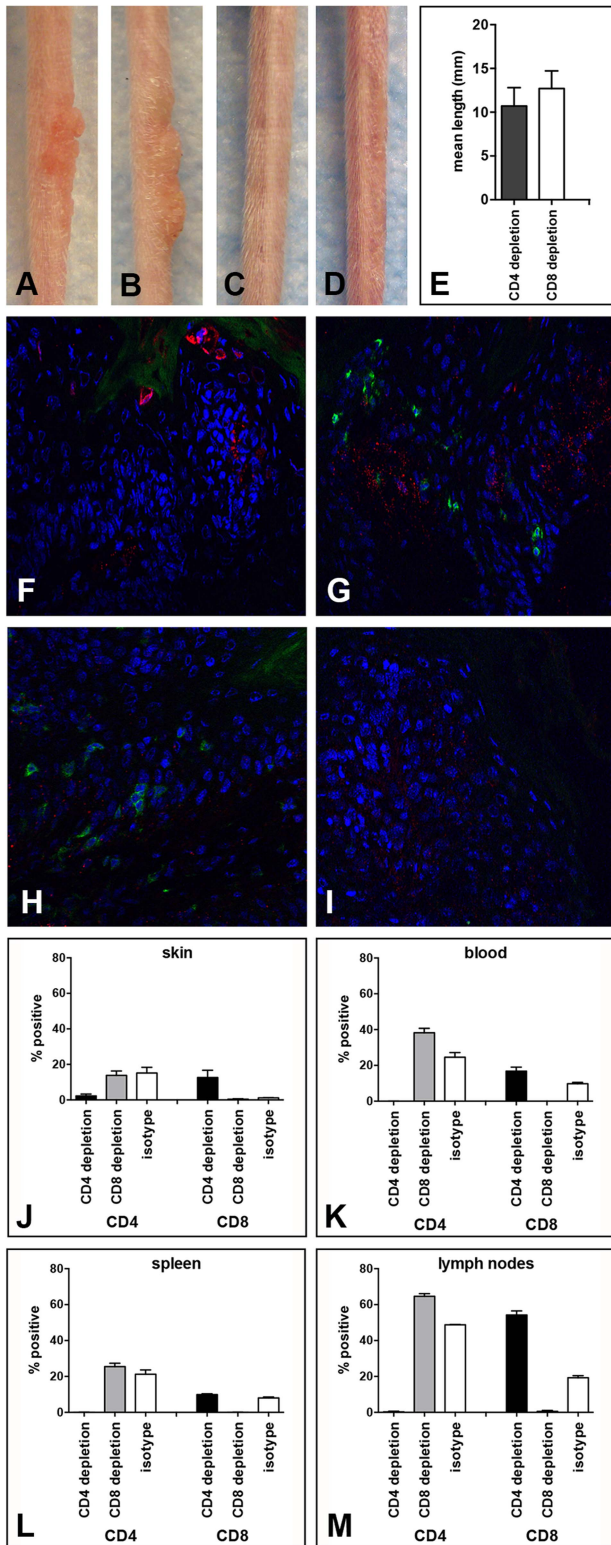 A
B
C
D
mean length (mm)
20
15
10
5
0
CD4 depletion
CD8 depletion
E
F
G
H
I
skin
% positive
80
60
40
20
0
CD4 depletion
CD8 depletion
isotype
CD4 depletion
CD8 depletion
isotype
CD4
CD8
J
blood
% positive
80
60
40
20
0
CD4 depletion
CD8 depletion
isotype
CD4 depletion
CD8 depletion
isotype
CD4
CD8
K
spleen
% positive
80
60
40
20
0
CD4 depletion
CD8 depletion
isotype
CD4 depletion
CD8 depletion
isotype
CD4
CD8
L
lymph nodes
% positive
80
60
40
20
0
CD4 depletion
CD8 depletion
isotype
CD4 depletion
CD8 depletion
isotype
CD4
CD8
M